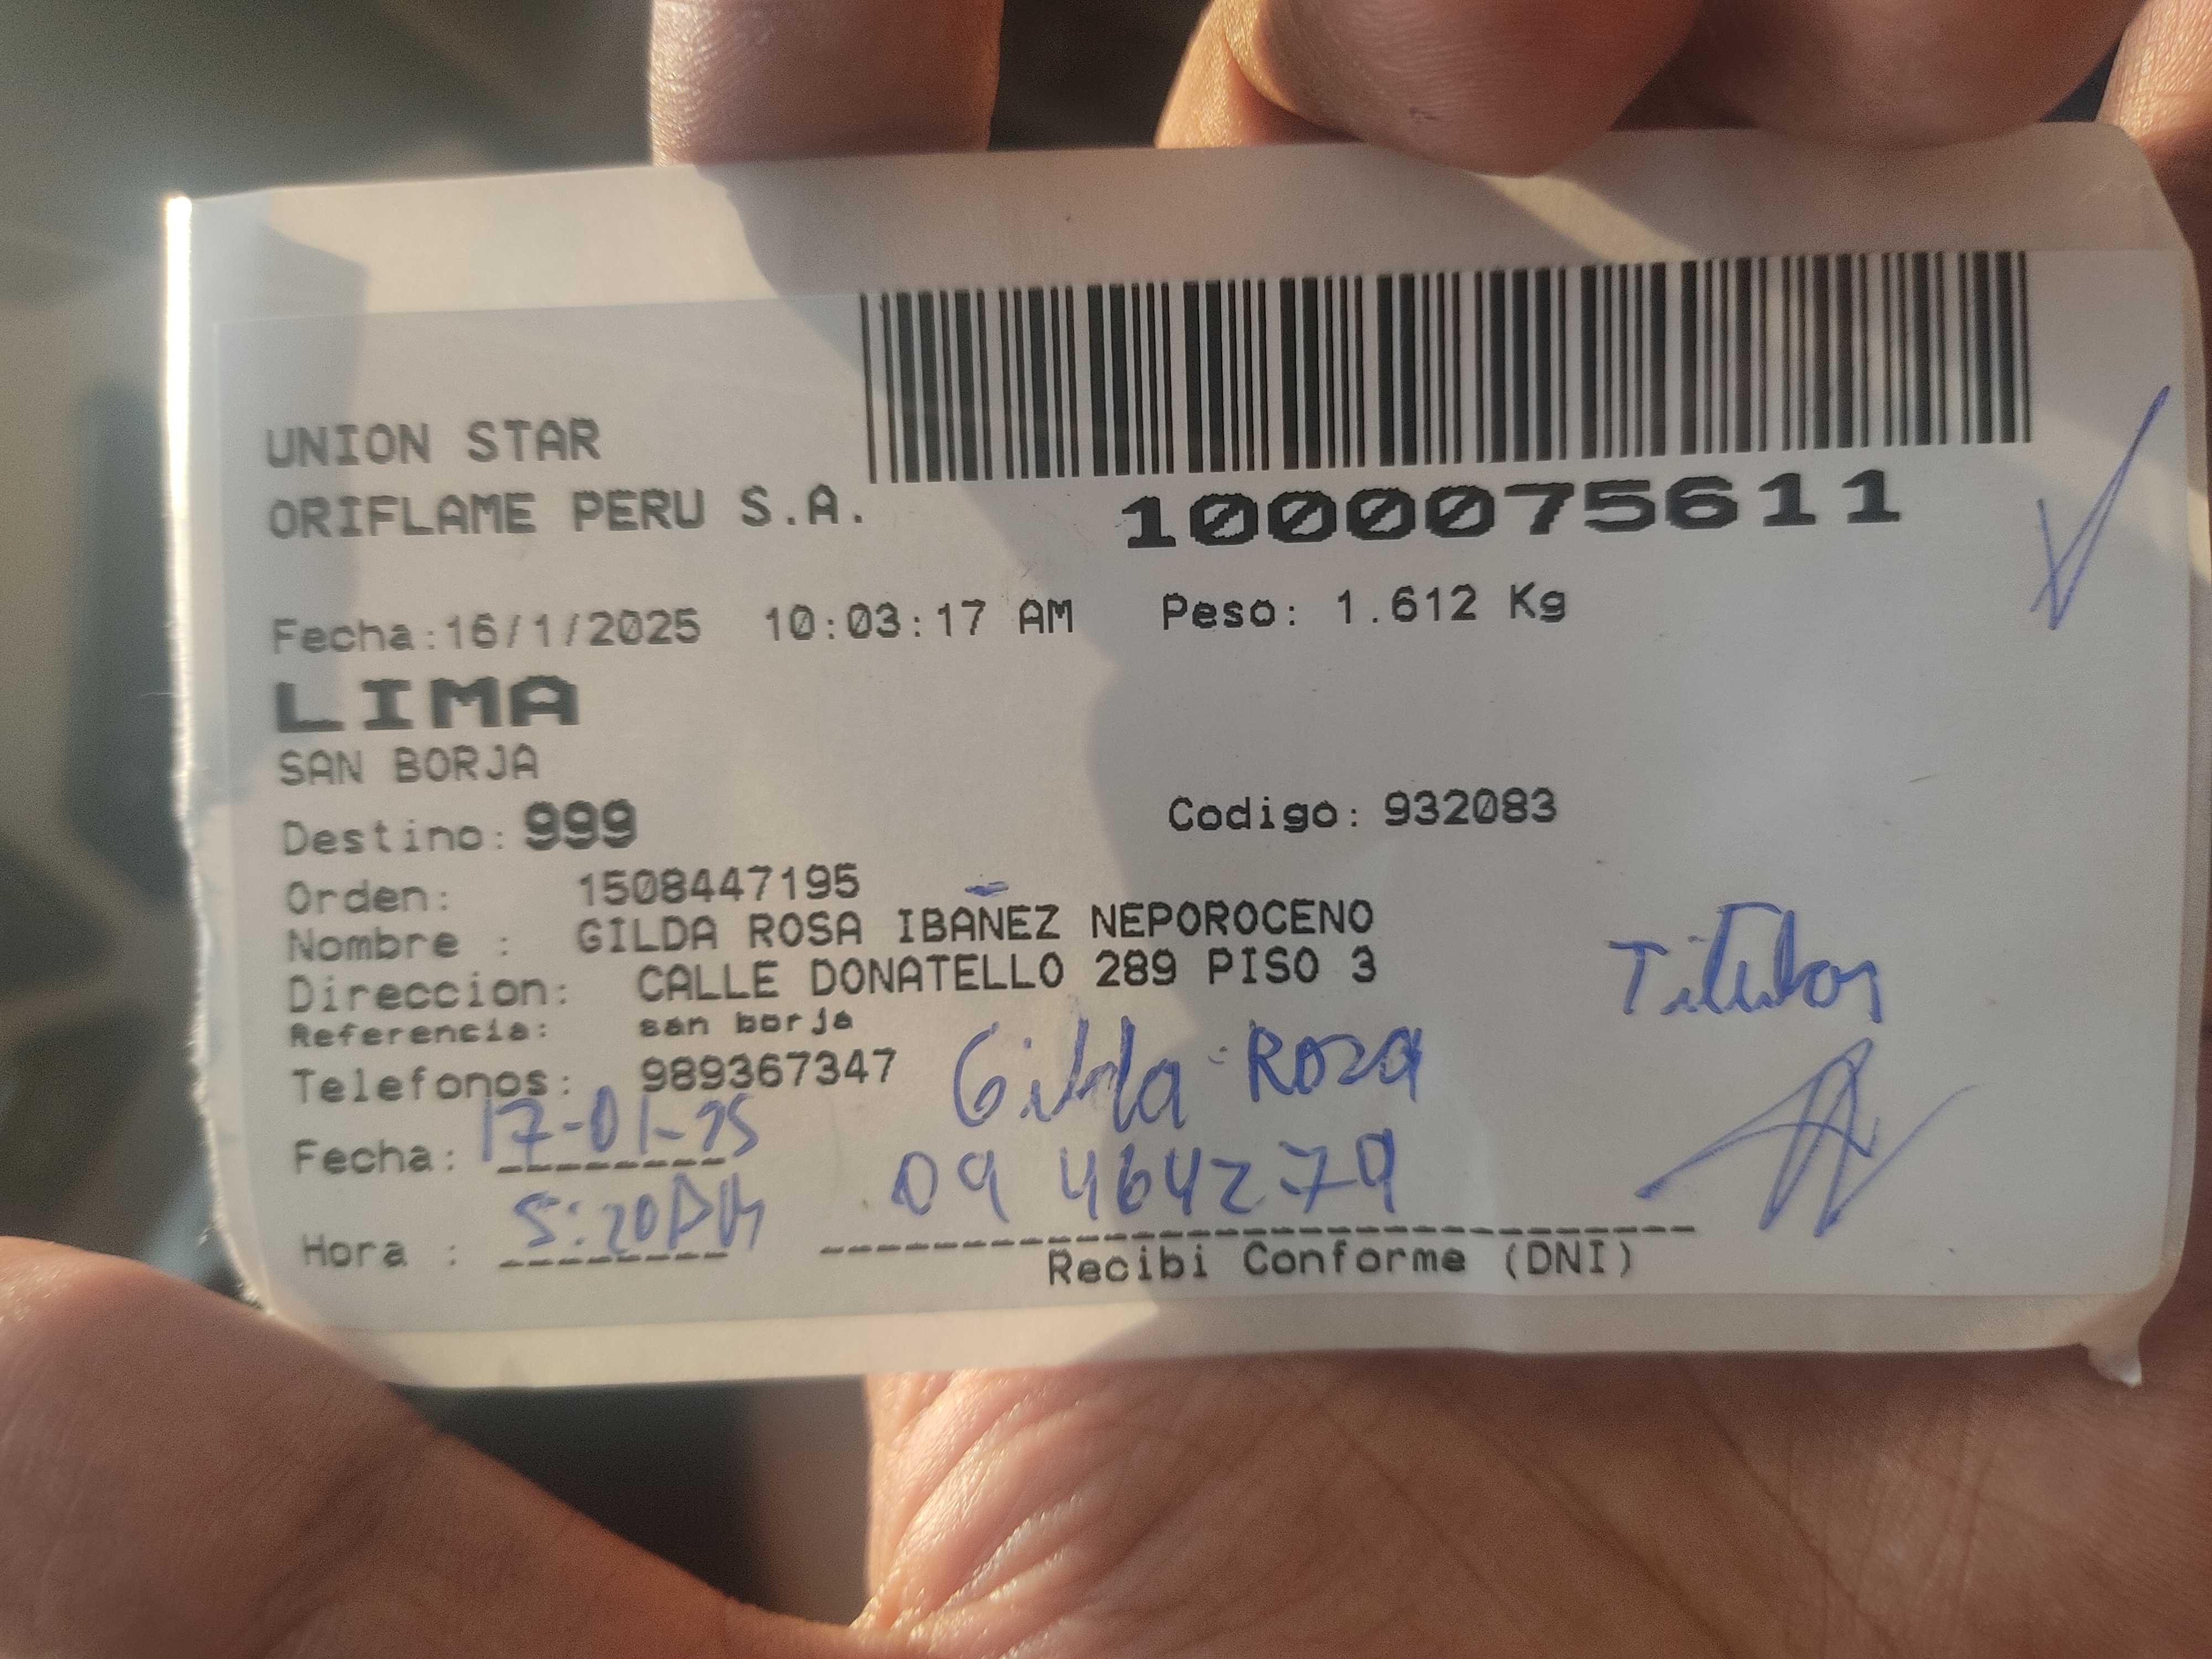 UNION STAR
ORIFLAME PERU S.A.
1000075611
Fecha:16/1/2025 10:03:17 AM Peso: 1.612 Kg
LIMA
SAN BORJA
Destino: 999 Codigo: 932083
Orden: 1508447195
Nombre : GILDA ROSA IBAÑEZ NEPOROCENO
Direccion: CALLE DONATELLO 289 PISO 3
Referencia: san borja
Telefonos: 989367347
Titular
Gilda Rosa
Fecha: 17-01-25
09464279
Hora : 5:20PM
Recibi Conforme (DNI)